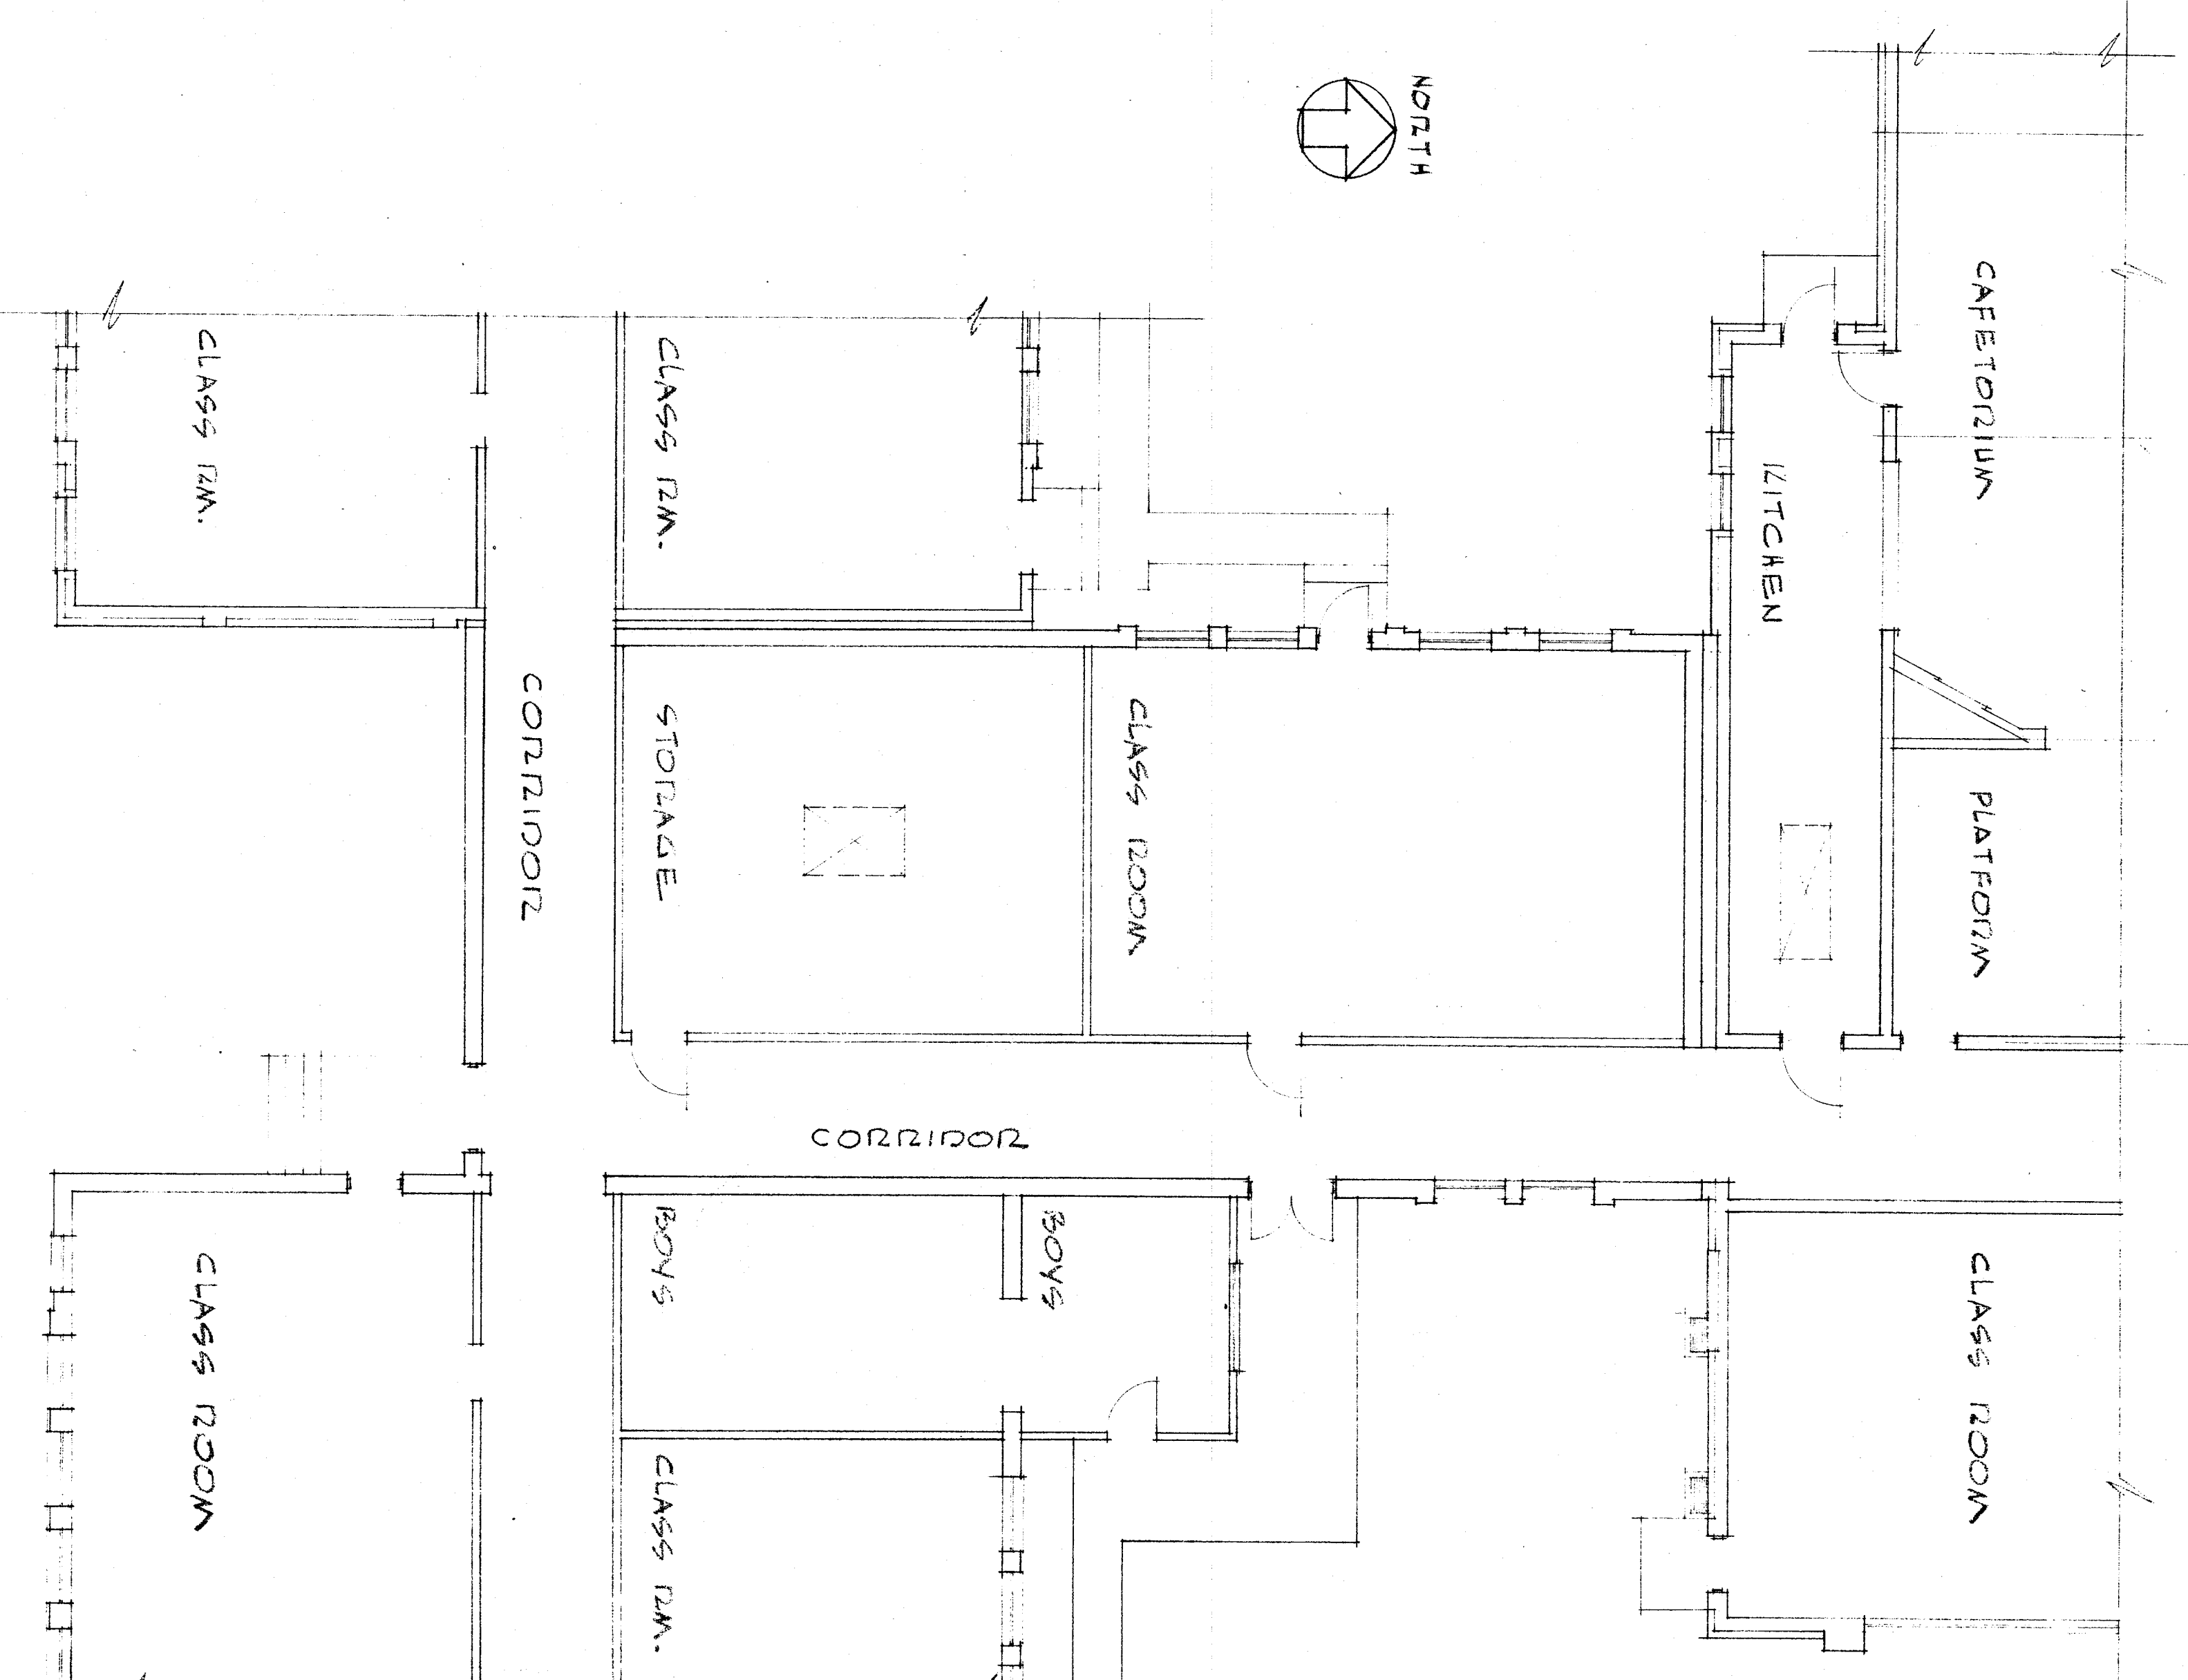 NORTH
CAFETORIUM
CLASS RM.
CLASS RM.
KITCHEN
CORRIDOR
STORAGE
CLASS ROOM
PLATFORM
CORRIDOR
BOYS
BOYS
CLASS ROOM
CLASS ROOM
CLASS RM.